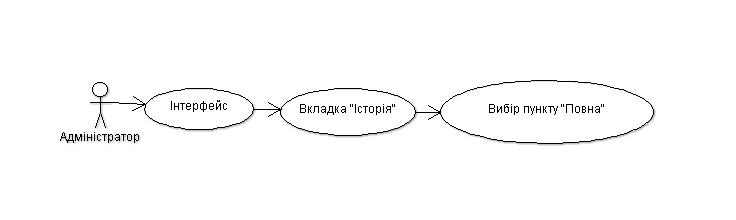 Інтерфейс
Вкладка "Історія"
Вибір пункту "Повна"
Адміністратор